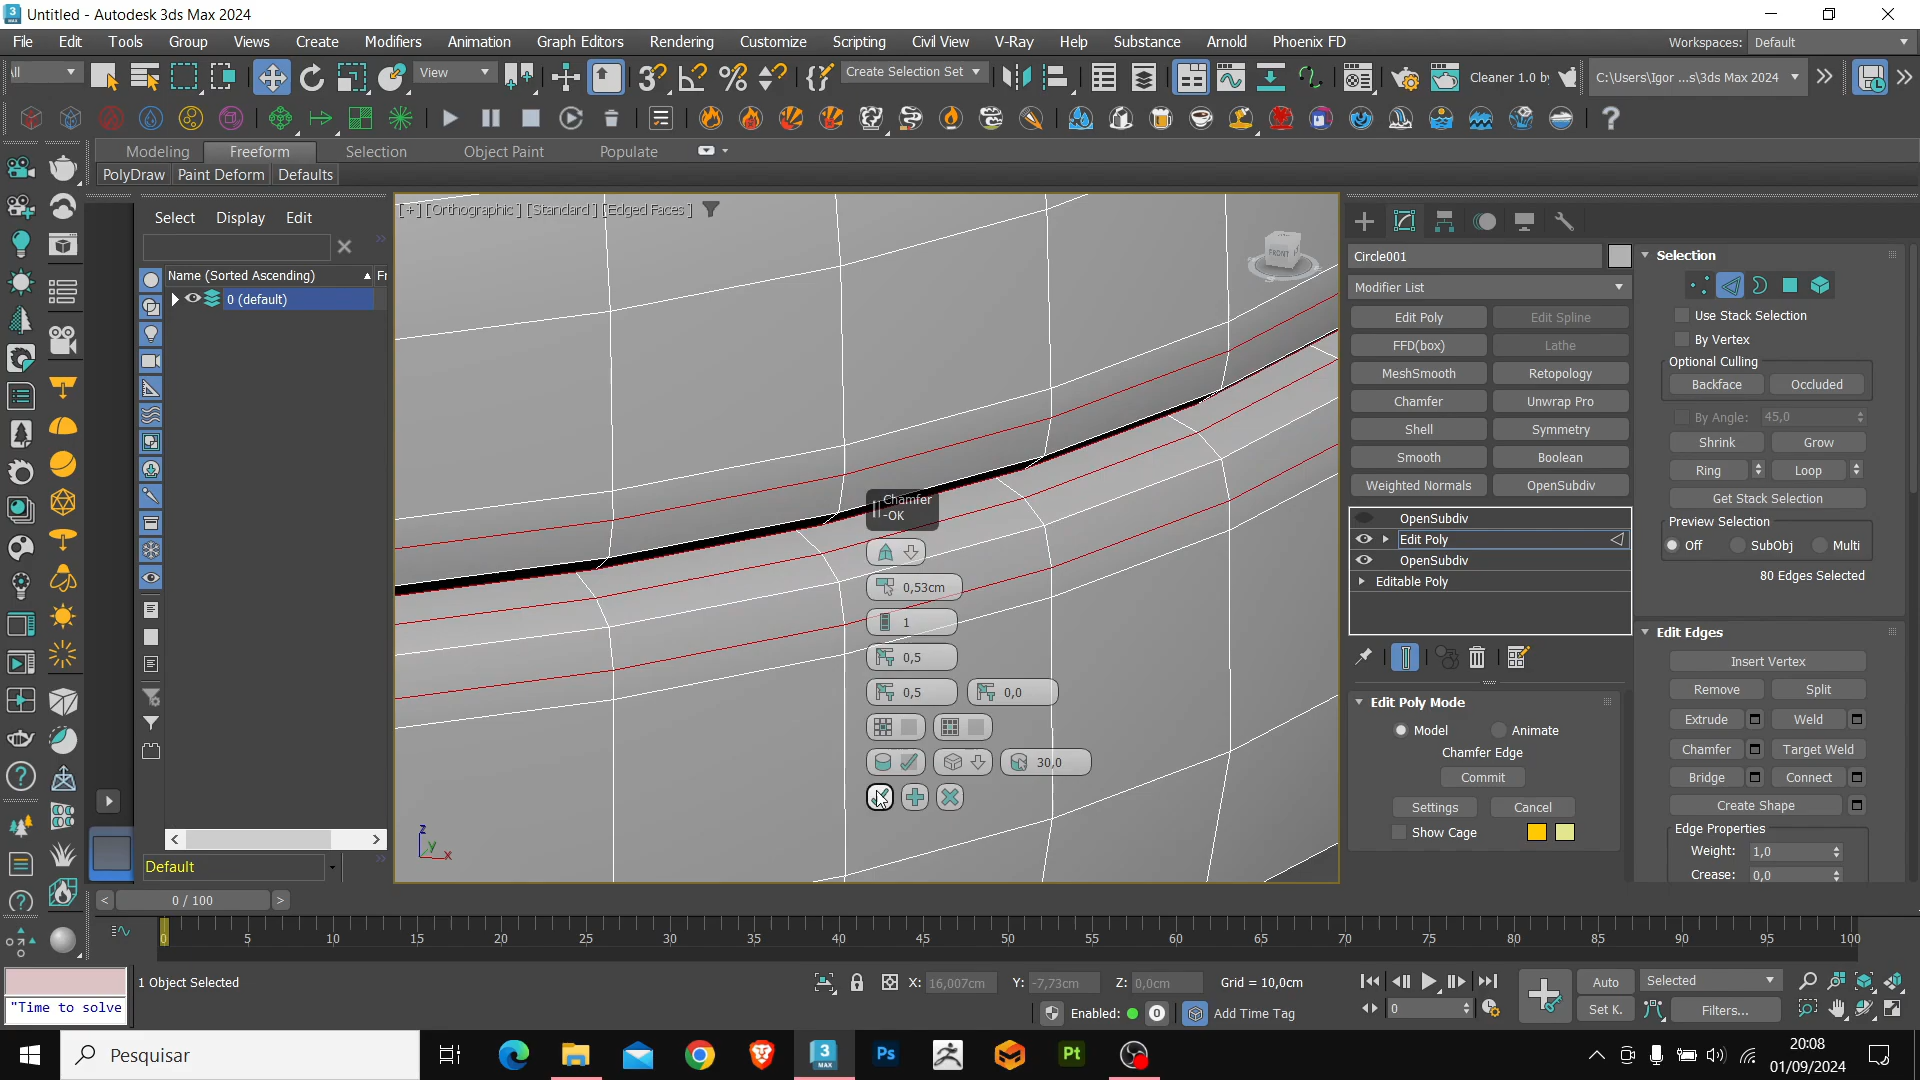 Untitled - Autodesk 3ds Max 2024
File Edit Tools Group Views Create Modifiers Animation Graph Editors Rendering Customize Scripting Civil View V-Ray Help Substance Arnold Phoenix FD
Workspaces: Default
View
Create Selection Set
Cleaner 1.0 b
C:\Users\Igor ...s\3ds Max 2024
Modeling Freeform Selection Object Paint Populate
PolyDraw Paint Deform Defaults
Select Display Edit
Name (Sorted Ascending) Fr
0 (default)
Default
[ + ] [Orthographic ] [Standard ] [Edged Faces ]
FRONT
Chamfer
-OK
0,53cm
1
0,5
0,5 0,0
30,0
z
y
x
Circle001
Modifier List
Edit Poly Edit Spline
FFD(box) Lathe
MeshSmooth Retopology
Chamfer Unwrap Pro
Shell Symmetry
Smooth Boolean
Weighted Normals OpenSubdiv
OpenSubdiv
Edit Poly
OpenSubdiv
Editable Poly
Edit Poly Mode
Model Animate
Chamfer Edge
Commit
Settings Cancel
Show Cage
Selection
Use Stack Selection
By Vertex
Optional Culling
Backface Occluded
By Angle: 45,0
Shrink Grow
Ring Loop
Get Stack Selection
Preview Selection
Off SubObj Multi
80 Edges Selected
Edit Edges
Insert Vertex
Remove Split
Extrude Weld
Chamfer Target Weld
Bridge Connect
Create Shape
Edge Properties
Weight: 1,0
Crease: 0,0
< 0 / 100 >
0 5 10 15 20 25 30 35 40 45 50 55 60 65 70 75 80 85 90 95 100
"Time to solve
1 Object Selected
X: 16,007cm Y: -7,73cm Z: 0,0cm Grid = 10,0cm
Enabled: 0 Add Time Tag
0
Auto Selected
Set K. Filters...
Pesquisar
3
MAX
Ps
Pt
20:08
01/09/2024